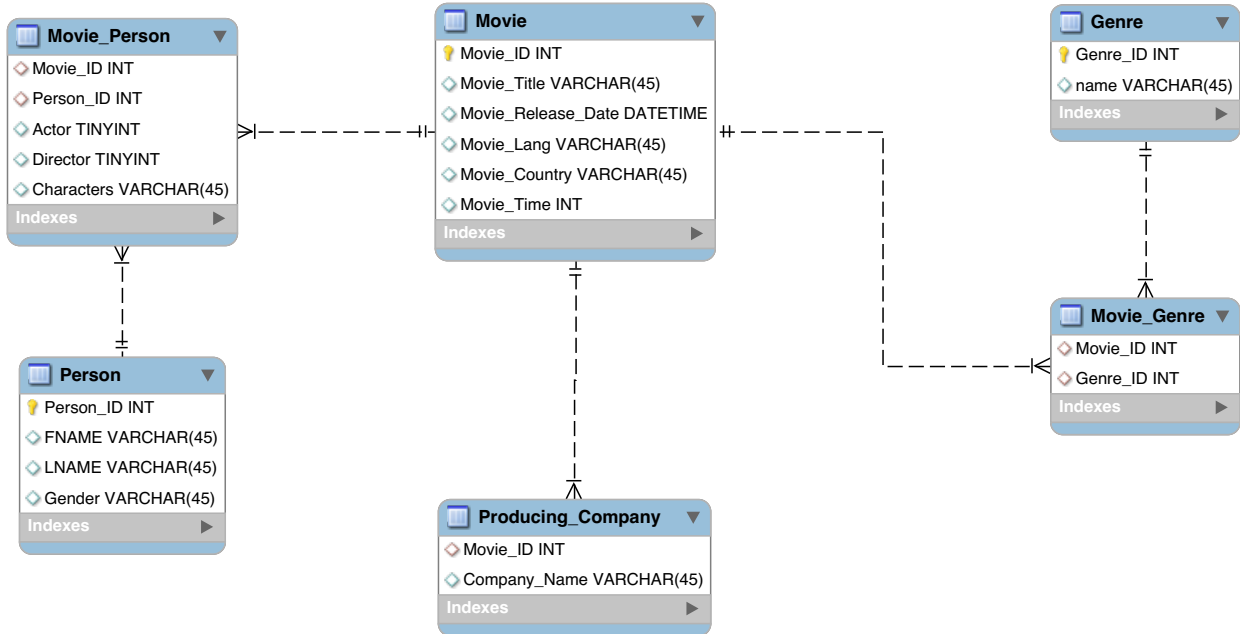 Movie_Person
Movie_ID INT
Person_ID INT
Actor TINYINT
Director TINYINT
Characters VARCHAR(45)
Indexes
Movie
Movie_ID INT
Movie_Title VARCHAR(45)
Movie_Release_Date DATETIME
Movie_Lang VARCHAR(45)
Movie_Country VARCHAR(45)
Movie_Time INT
Indexes
Genre
Genre_ID INT
name VARCHAR(45)
Indexes
Movie_Genre
Movie_ID INT
Genre_ID INT
Indexes
Person
Person_ID INT
FNAME VARCHAR(45)
LNAME VARCHAR(45)
Gender VARCHAR(45)
Indexes
Producing_Company
Movie_ID INT
Company_Name VARCHAR(45)
Indexes